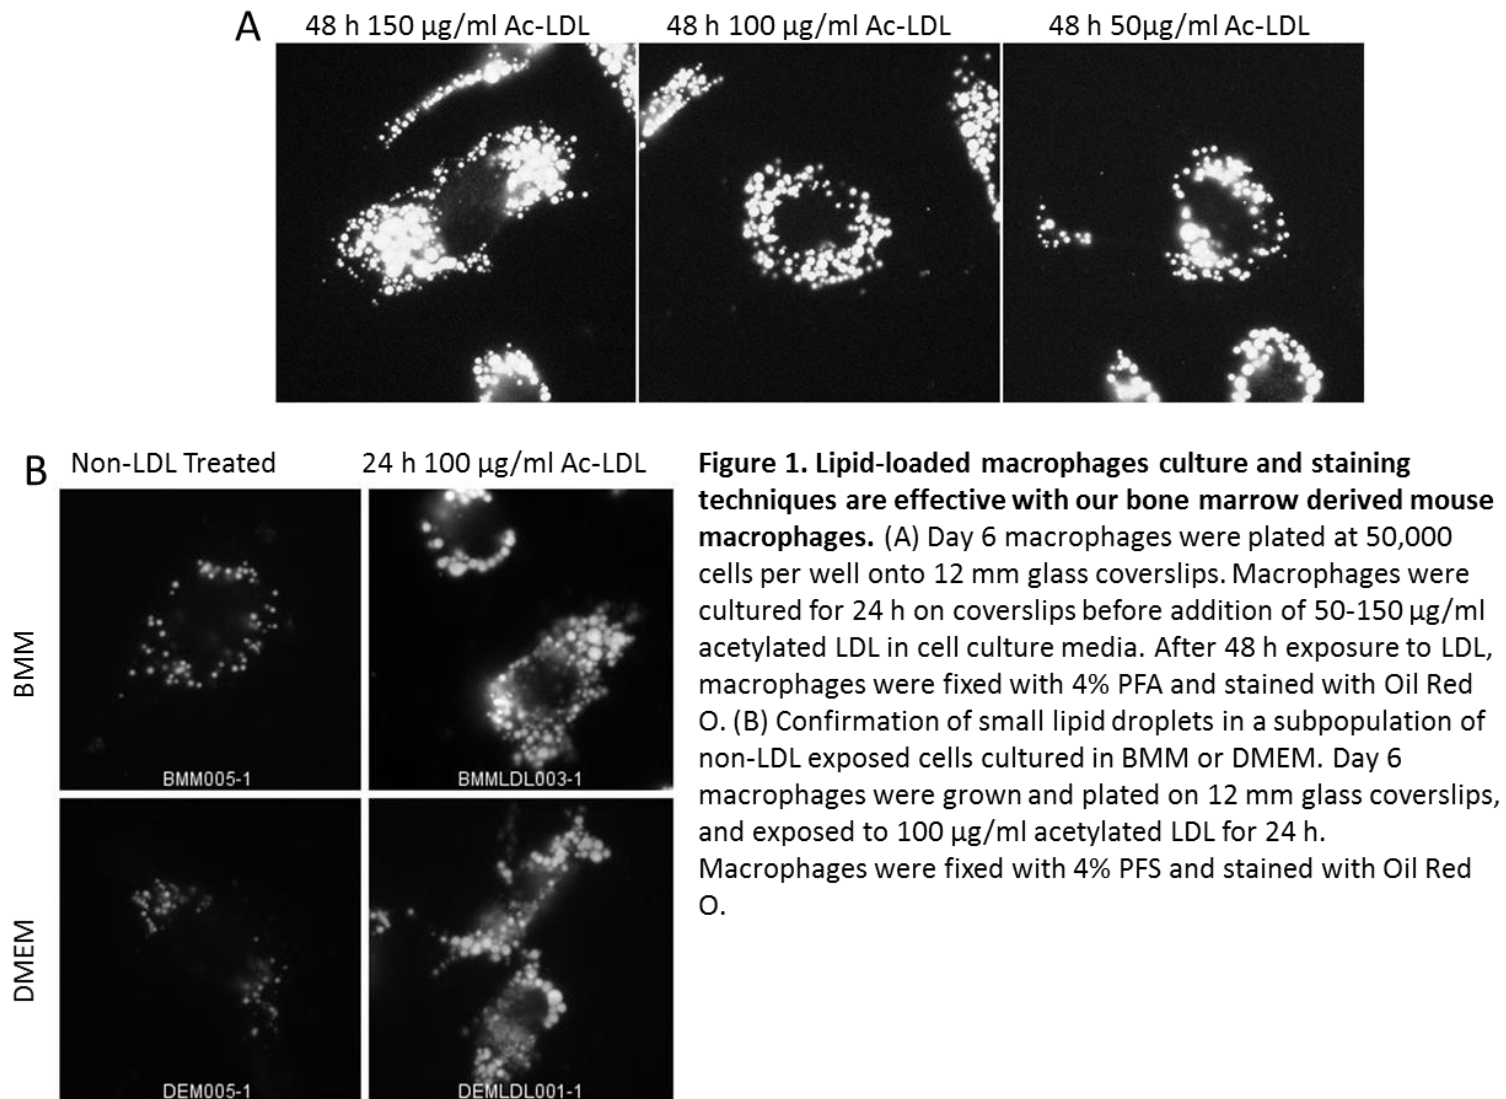 A
48 h 150 µg/ml Ac-LDL
48 h 100 µg/ml Ac-LDL
48 h 50µg/ml Ac-LDL
B
Non-LDL Treated
24 h 100 µg/ml Ac-LDL
BMM
BMM005-1
BMMLDL003-1
DMEM
DEM005-1
DEMLDL001-1
Figure 1. Lipid-loaded macrophages culture and staining
techniques are effective with our bone marrow derived mouse
macrophages. (A) Day 6 macrophages were plated at 50,000
cells per well onto 12 mm glass coverslips. Macrophages were
cultured for 24 h on coverslips before addition of 50-150 µg/ml
acetylated LDL in cell culture media. After 48 h exposure to LDL,
macrophages were fixed with 4% PFA and stained with Oil Red
O. (B) Confirmation of small lipid droplets in a subpopulation of
non-LDL exposed cells cultured in BMM or DMEM. Day 6
macrophages were grown and plated on 12 mm glass coverslips,
and exposed to 100 µg/ml acetylated LDL for 24 h.
Macrophages were fixed with 4% PFS and stained with Oil Red
O.